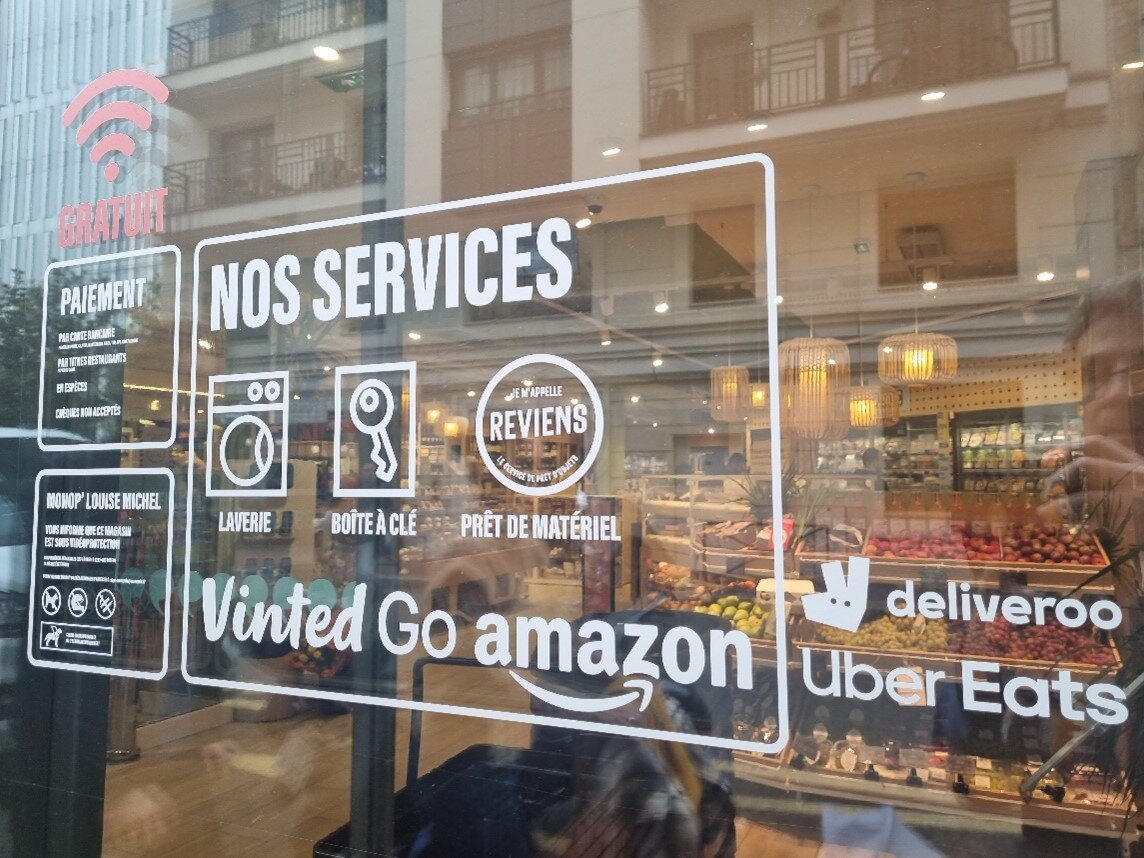 GRATUIT
PAIEMENT
PAR CARTE BANCAIRE
PAR TITRES RESTAURANTS
EN ESPÈCES
CHÈQUES NON ACCEPTÉS
MONOP' LOUISE MICHEL
VOUS INFORME QUE CE MAGASIN
EST SOUS VIDÉOPROTECTION
NOS SERVICES
LAVERIE
BOÎTE À CLÉ
JE M'APPELLE
REVIENS
LE SERVICE DE PRÊT D'OBJETS
PRÊT DE MATÉRIEL
Vinted Go amazon
deliveroo
Uber Eats